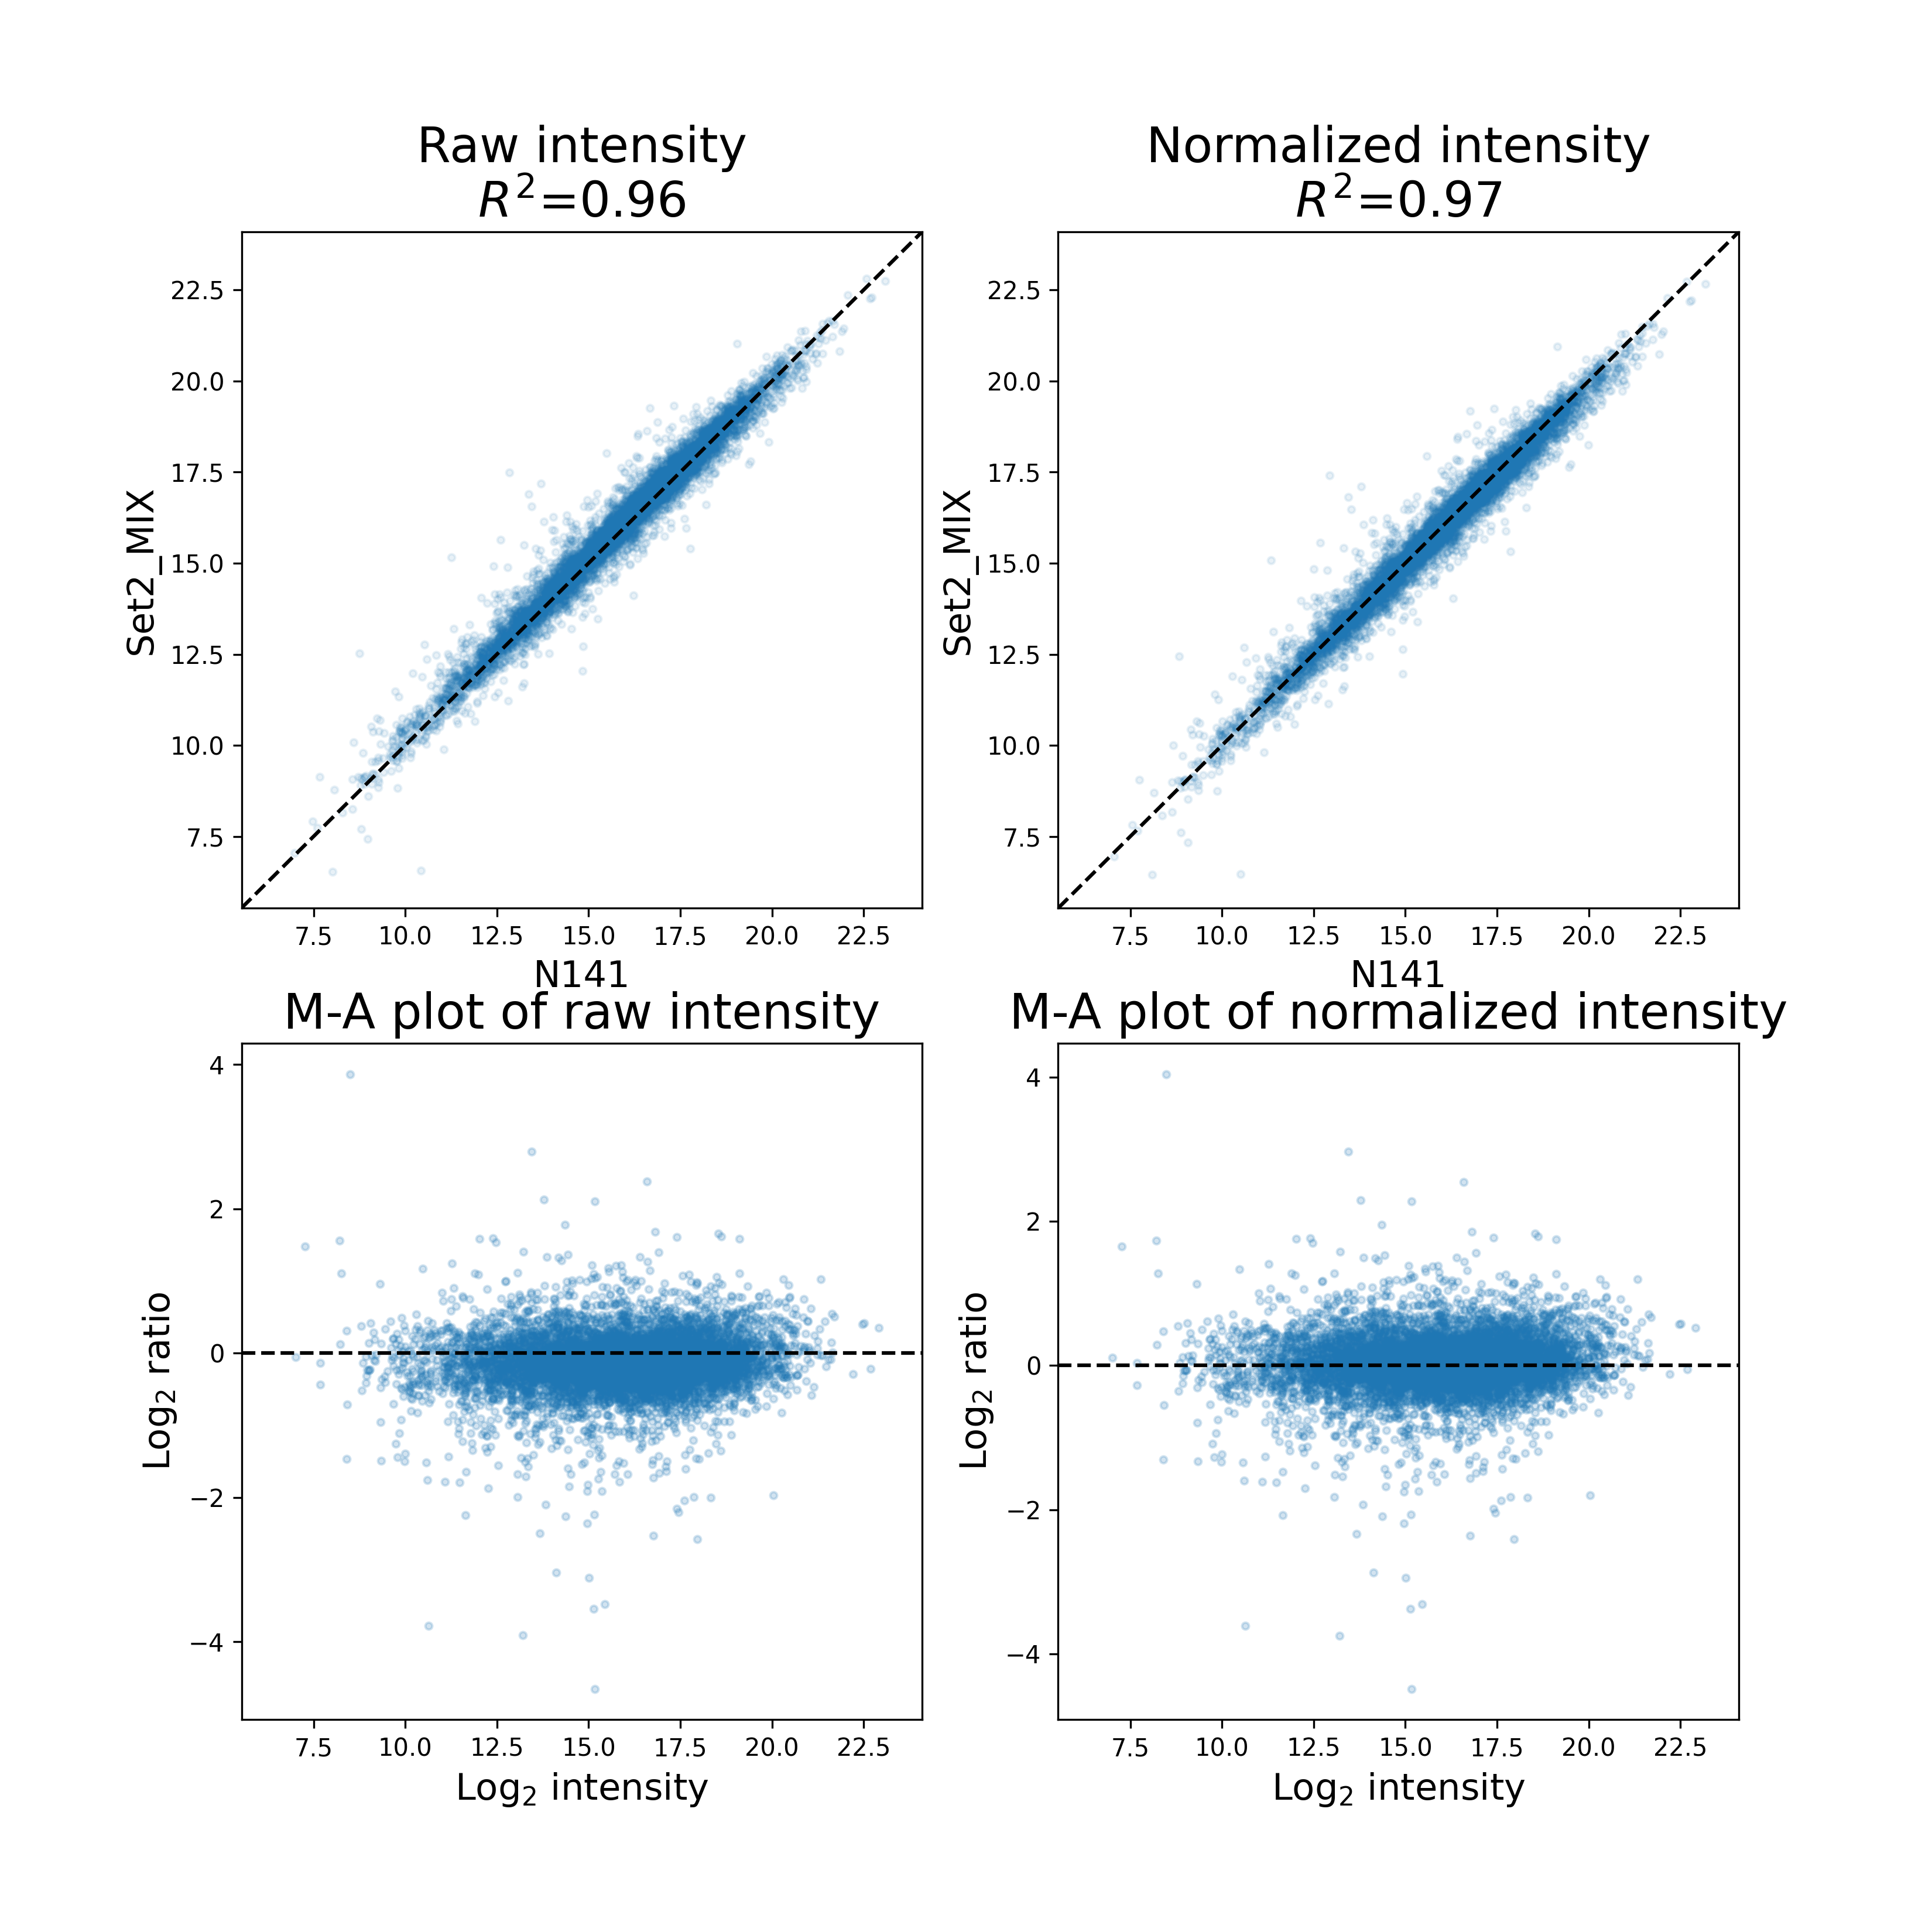 Raw intensity
R²=0.96
22.5
20.0
17.5
15.0
12.5
10.0
7.5
Set2_MIX
7.5 10.0 12.5 15.0 17.5 20.0 22.5
N141
Normalized intensity
R²=0.97
22.5
20.0
17.5
15.0
12.5
10.0
7.5
Set2_MIX
7.5 10.0 12.5 15.0 17.5 20.0 22.5
N141
M-A plot of raw intensity
4
2
0
−2
−4
Log₂ ratio
7.5 10.0 12.5 15.0 17.5 20.0 22.5
Log₂ intensity
M-A plot of normalized intensity
4
2
0
−2
−4
Log₂ ratio
7.5 10.0 12.5 15.0 17.5 20.0 22.5
Log₂ intensity